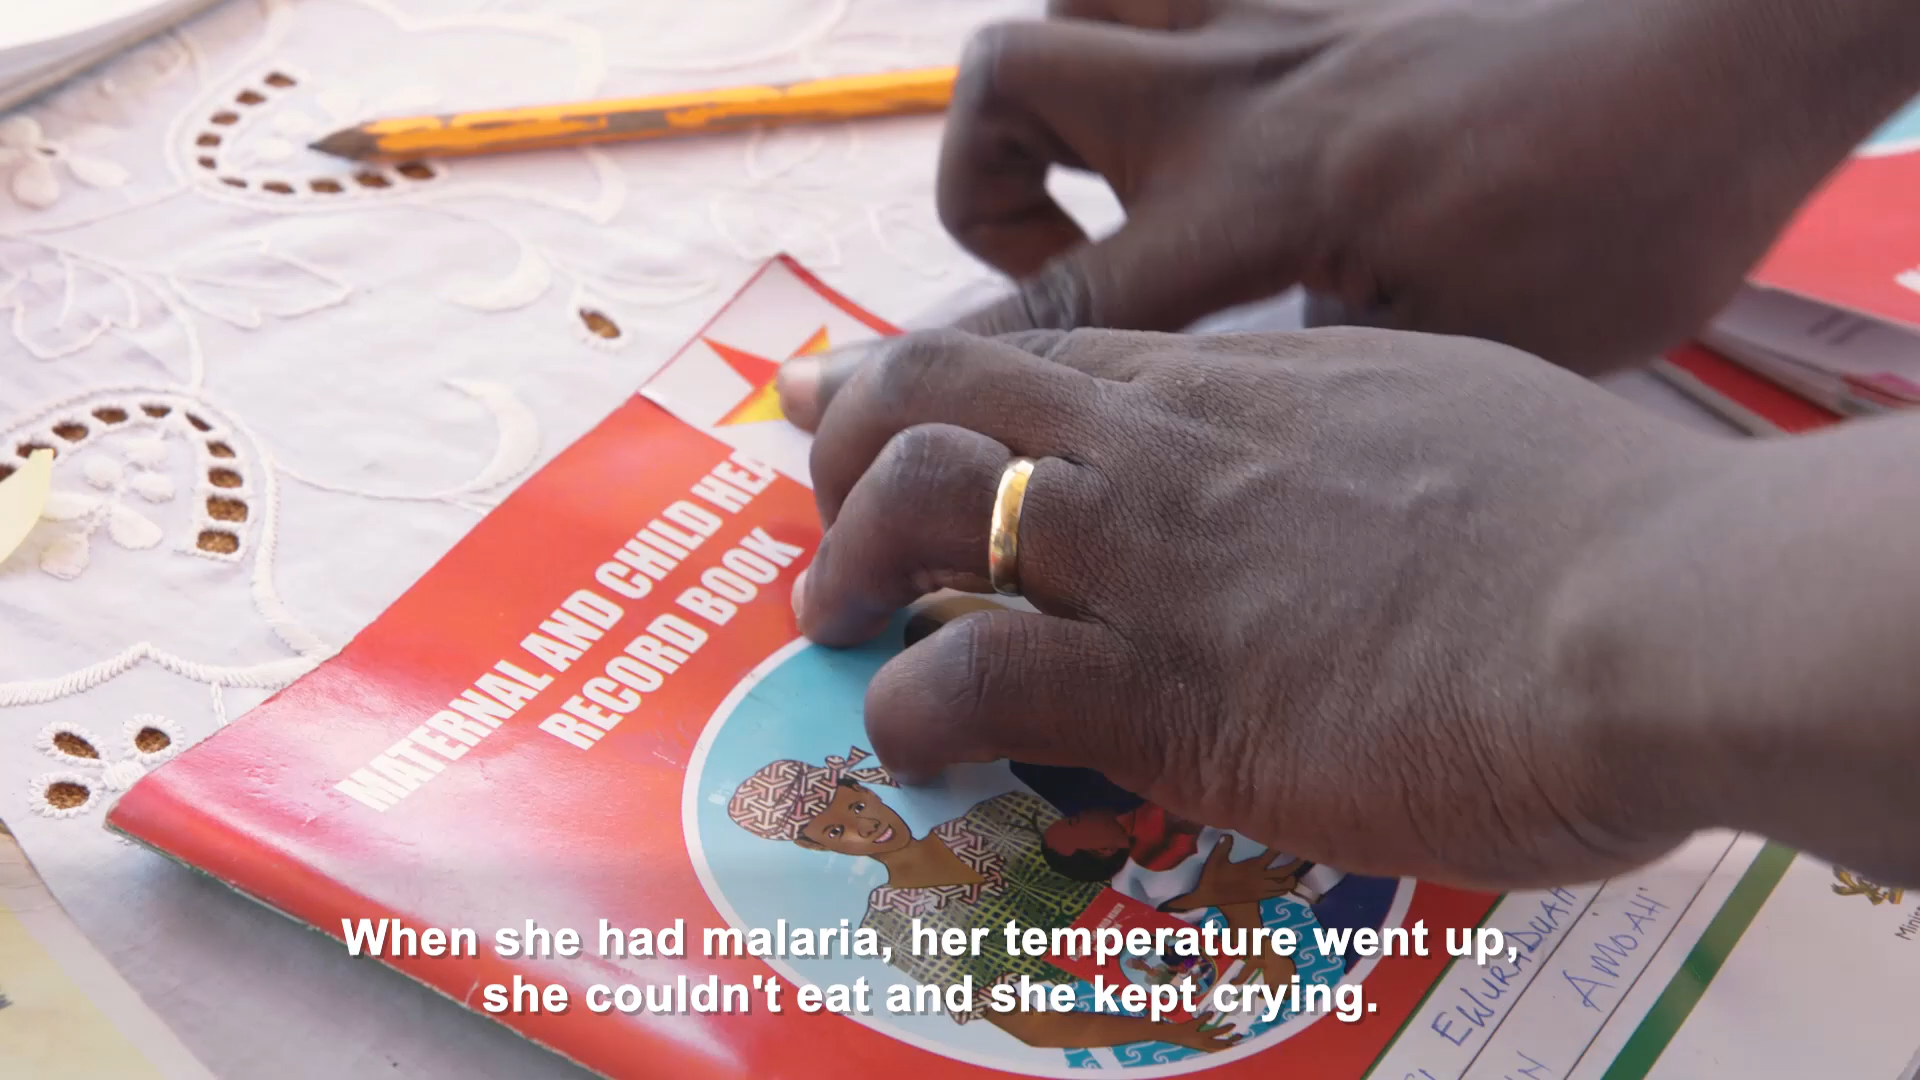 MATERNAL AND CHILD HEA
RECORD BOOK
EWURADUAH
AMOAH
When she had malaria, her temperature went up,
she couldn't eat and she kept crying.